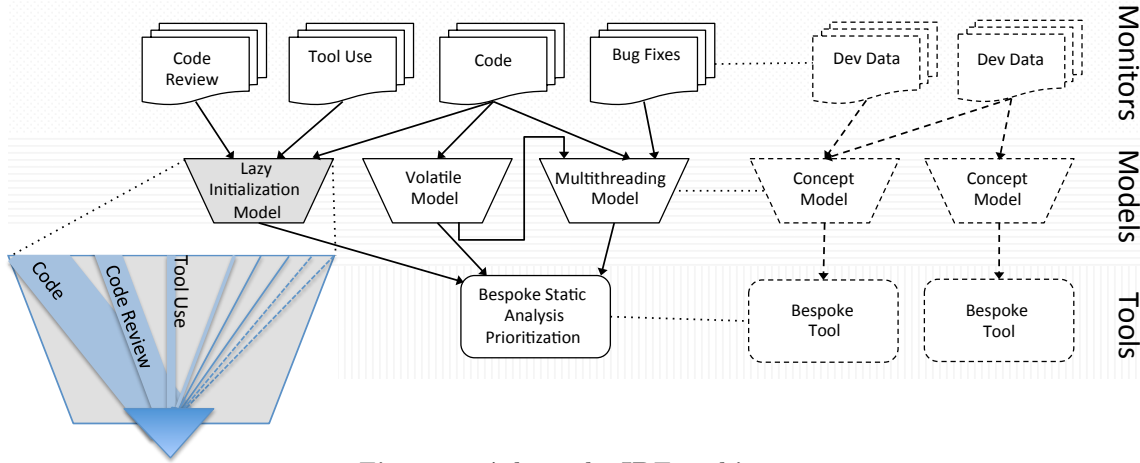 Code
Review
Tool Use
Code
Bug Fixes
Dev Data
Dev Data
Monitors
Lazy
Initialization
Model
Volatile
Model
Multithreading
Model
Concept
Model
Concept
Model
Models
Code
Code Review
Tool Use
Bespoke Static
Analysis
Prioritization
Bespoke
Tool
Bespoke
Tool
Tools